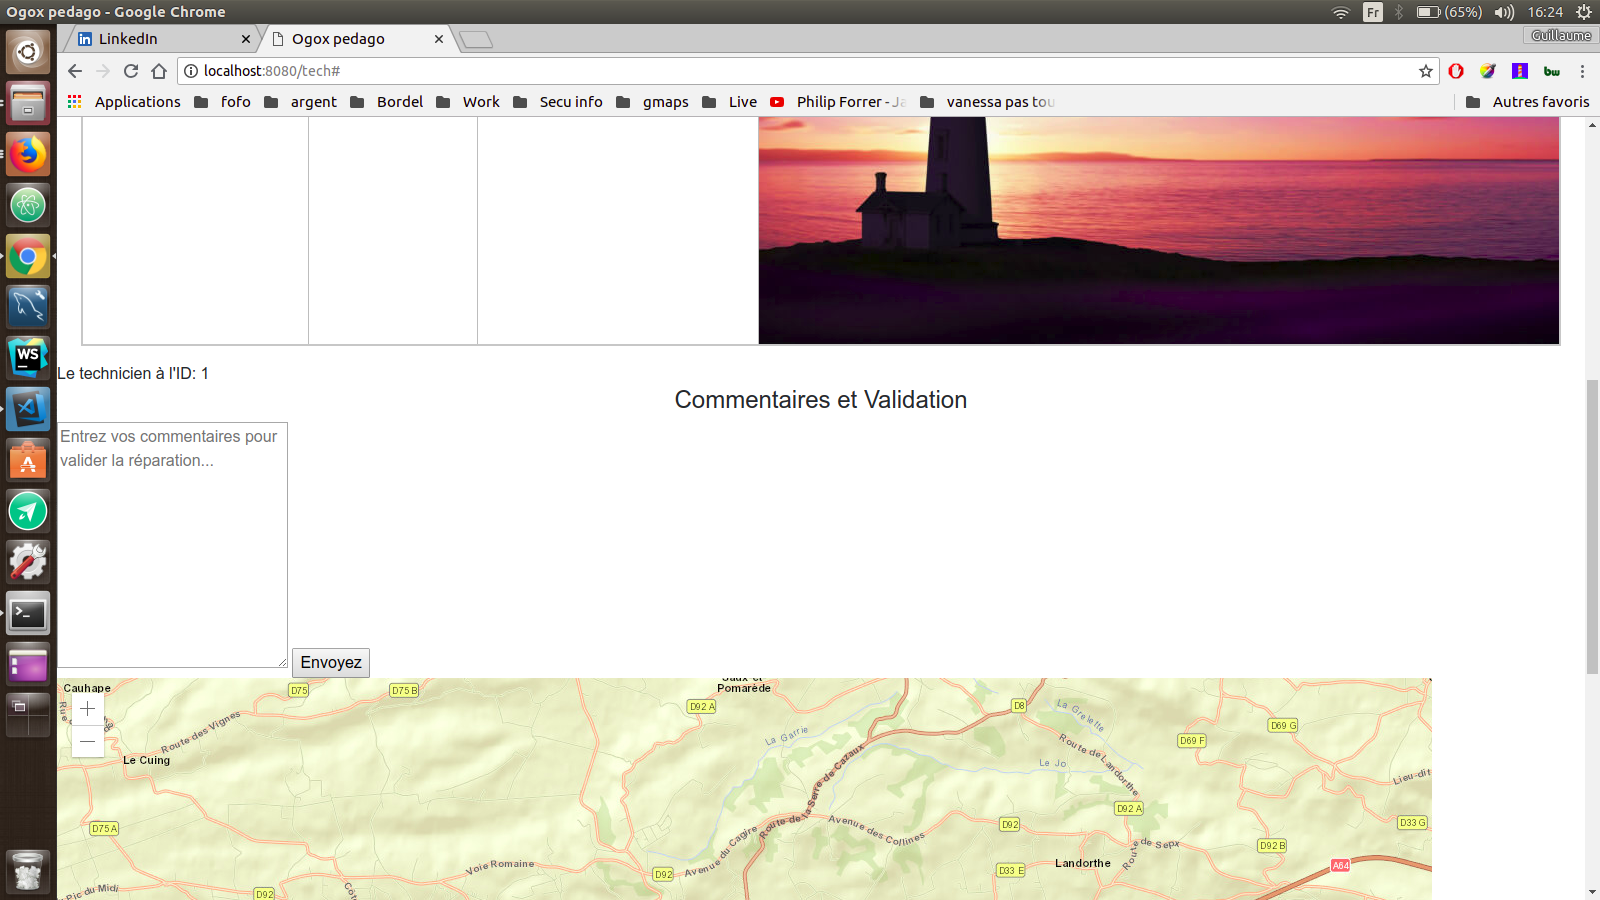 Ogox pedago - Google Chrome
Fr
(65%)
16:24
LinkedIn
Ogox pedago
Guillaume
localhost:8080/tech#
bw
Applications
fofo
argent
Bordel
Work
Secu info
gmaps
Live
Philip Forrer - Ja
vanessa pas tou
Autres favoris
WS
Le technicien à l'ID: 1
Commentaires et Validation
Entrez vos commentaires pour
valider la réparation...
Envoyez
Cauhape
D75
D75 B
Pomarède
D92 A
D8
La Grelette
D69 G
D69 F
Route des Vignes
La Garrie
Le Cuing
Le Jo
Route de Landorthe
Lieu-dit
Route de la Serre de Cazaux
D92 A
D75 A
D92
D33 G
Avenue des Collines
Avenue du Cagire
Route de Sepx
D92 B
Voie Romaine
Landorthe
A64
D92
D33 E
Pic du Midi
D92